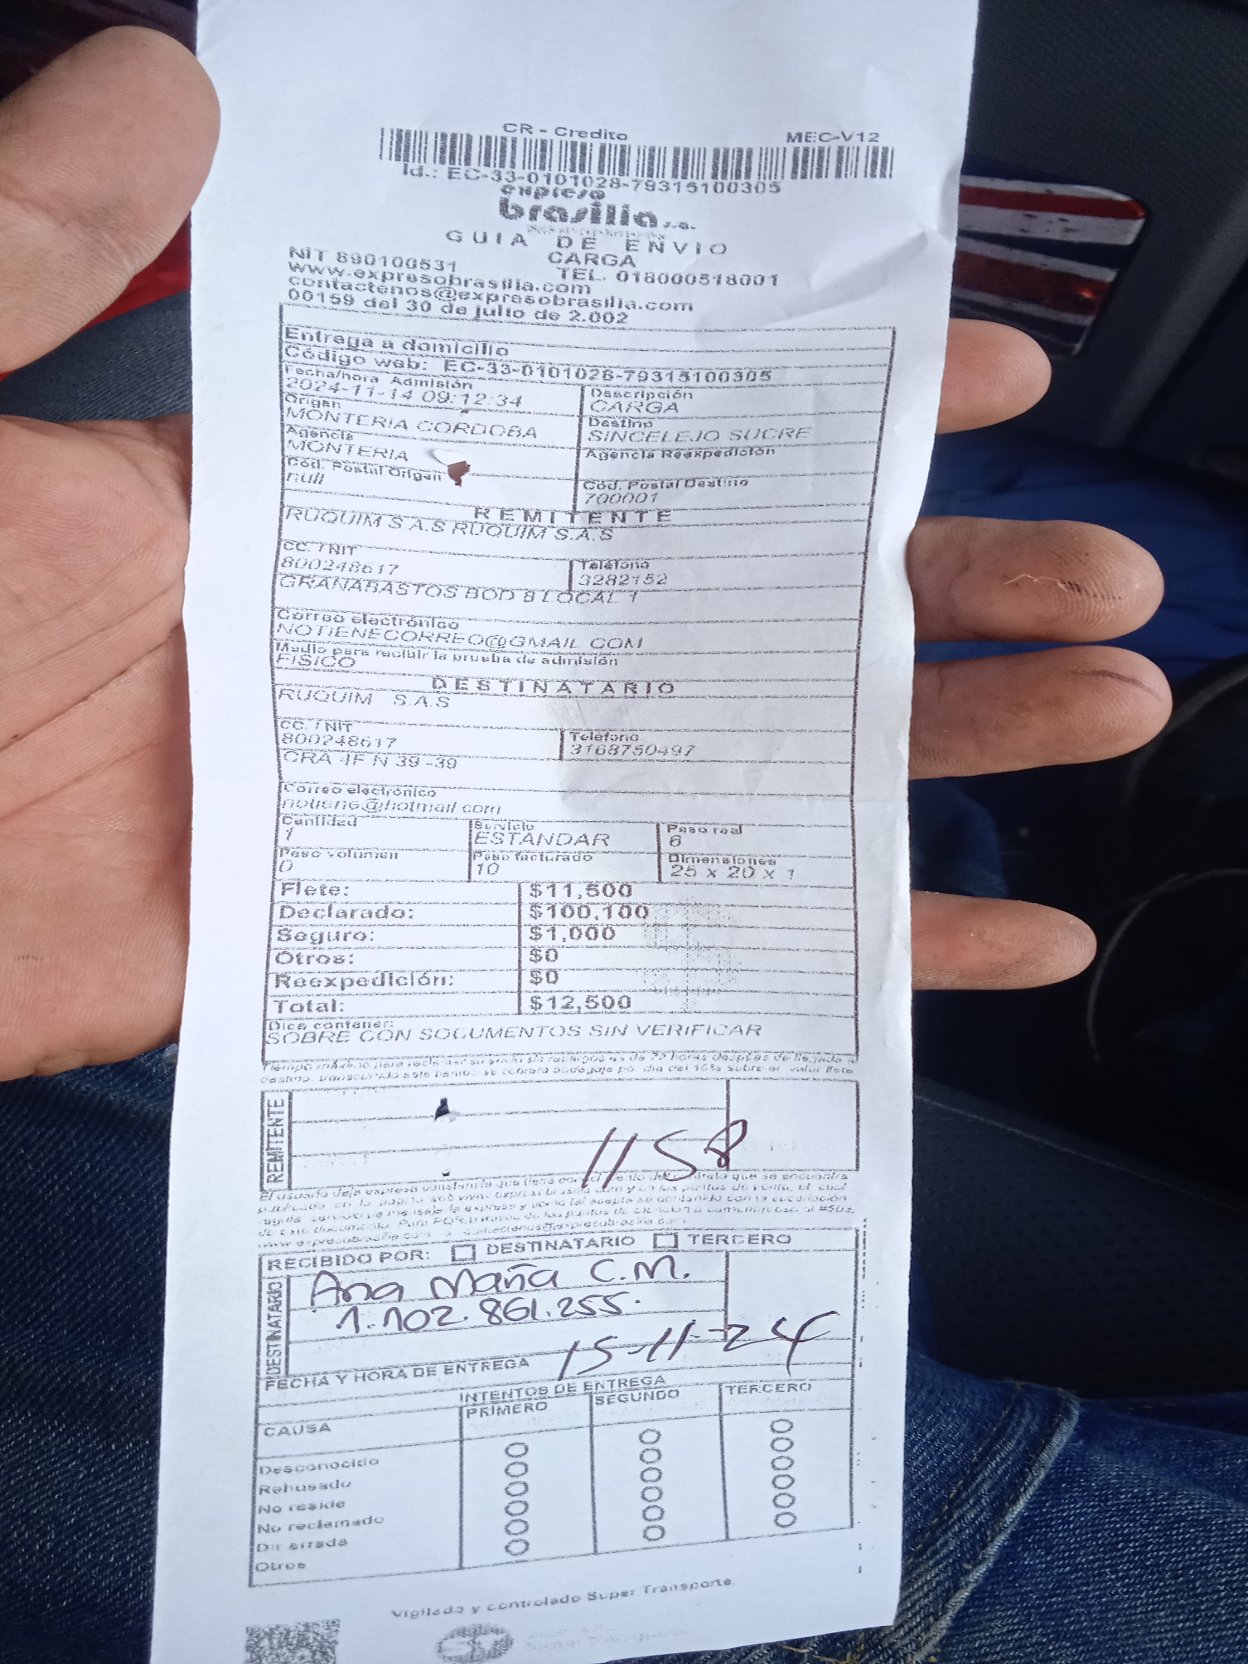 CR - Credito MEC-V12
Id.: EC-33-0101028-79315100305
expreso
brasilia s.a.
GUIA DE ENVIO
CARGA
NIT 890100531 TEL. 018000518001
www.expresobrasilia.com
contactenos@expresobrasilia.com
00159 del 30 de julio de 2.002
Entrega a domicilio
Código web: EC-33-0101028-79315100305
Fecha/hora Admisión Descripción
2024-11-14 09:12:34 CARGA
Origen Destino
MONTERIA CORDOBA SINCELEJO SUCRE
Agencia Agencia Reexpedición
MONTERIA
Cód. Postal Origen Cód. Postal Destino
null 700001
REMITENTE
RUQUIM S.A.S RUQUIM S.A.S
CC. / NIT Teléfono
800248617 3282152
GRANABASTOS BOD 8 LOCAL 1
Correo electrónico
NOTIENECORREO@GMAIL.COM
Medio para recibir la prueba de admisión
FISICO
DESTINATARIO
RUQUIM S.A.S
CC. / NIT Teléfono
800248617 3168750497
CRA 4F N 39 -39
Correo electrónico
notiene@hotmail.com
Cantidad Servicio Peso real
1 ESTANDAR 6
Peso volumen Peso facturado Dimensiones
0 10 25 x 20 x 1
Flete: $11,500
Declarado: $100,100
Seguro: $1,000
Otros: $0
Reexpedición: $0
Total: $12,500
Dice contener:
SOBRE CON SOCUMENTOS SIN VERIFICAR
REMITENTE
1158
RECIBIDO POR: DESTINATARIO TERCERO
DESTINATARIO
Ana María C.M.
1.102.861.255.
FECHA Y HORA DE ENTREGA 15-11-24
INTENTOS DE ENTREGA
CAUSA PRIMERO SEGUNDO TERCERO
Desconocido
Rehusado
No reside
No reclamado
Dir errada
Otros
Vigilado y controlado Super Transporte.